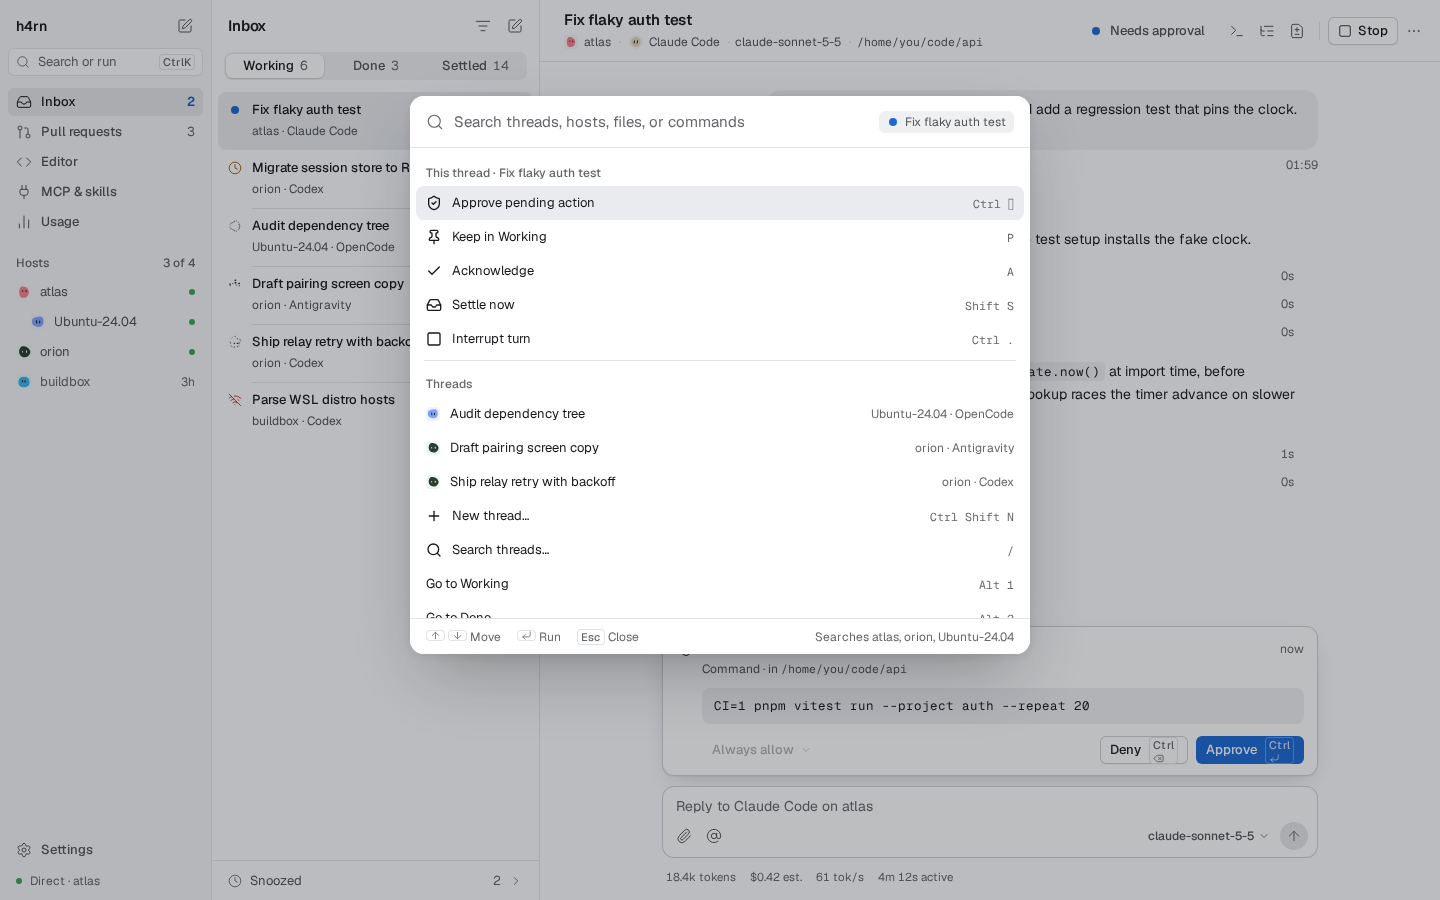 h4rn
Search or run
CtrlK
Inbox
2
Pull requests
3
Editor
MCP & skills
Usage
Hosts
3 of 4
atlas
Ubuntu-24.04
orion
buildbox
3h
Settings
Direct · atlas
Inbox
Working 6
Done 3
Settled 14
Fix flaky auth test
atlas · Claude Code
Migrate session store to R
orion · Codex
Audit dependency tree
Ubuntu-24.04 · OpenCode
Draft pairing screen copy
orion · Antigravity
Ship relay retry with backo
orion · Codex
Parse WSL distro hosts
buildbox · Codex
Snoozed
2
Fix flaky auth test
atlas · Claude Code · claude-sonnet-5-5 · /home/you/code/api
Needs approval
Stop
add a regression test that pins the clock.
01:59
test setup installs the fake clock.
0s
0s
0s
ate.now() at import time, before
ookup races the timer advance on slower
1s
0s
Search threads, hosts, files, or commands
Fix flaky auth test
This thread · Fix flaky auth test
Approve pending action
Ctrl
Keep in Working
P
Acknowledge
A
Settle now
Shift S
Interrupt turn
Ctrl .
Threads
Audit dependency tree
Ubuntu-24.04 · OpenCode
Draft pairing screen copy
orion · Antigravity
Ship relay retry with backoff
orion · Codex
New thread…
Ctrl Shift N
Search threads…
/
Go to Working
Alt 1
Go to Done
Alt 2
↑ ↓ Move
↵ Run
Esc Close
Searches atlas, orion, Ubuntu-24.04
now
Command · in /home/you/code/api
CI=1 pnpm vitest run --project auth --repeat 20
Always allow
Deny Ctrl ⌫
Approve Ctrl ↵
Reply to Claude Code on atlas
claude-sonnet-5-5
18.4k tokens
$0.42 est.
61 tok/s
4m 12s active